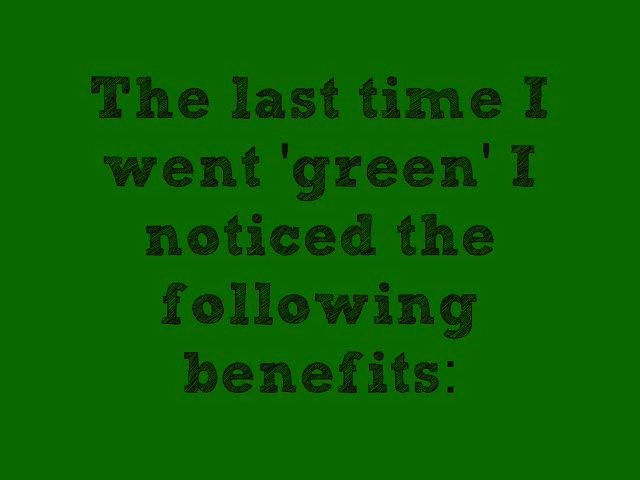 The last time I
went 'green' I
noticed the
following
benefits: